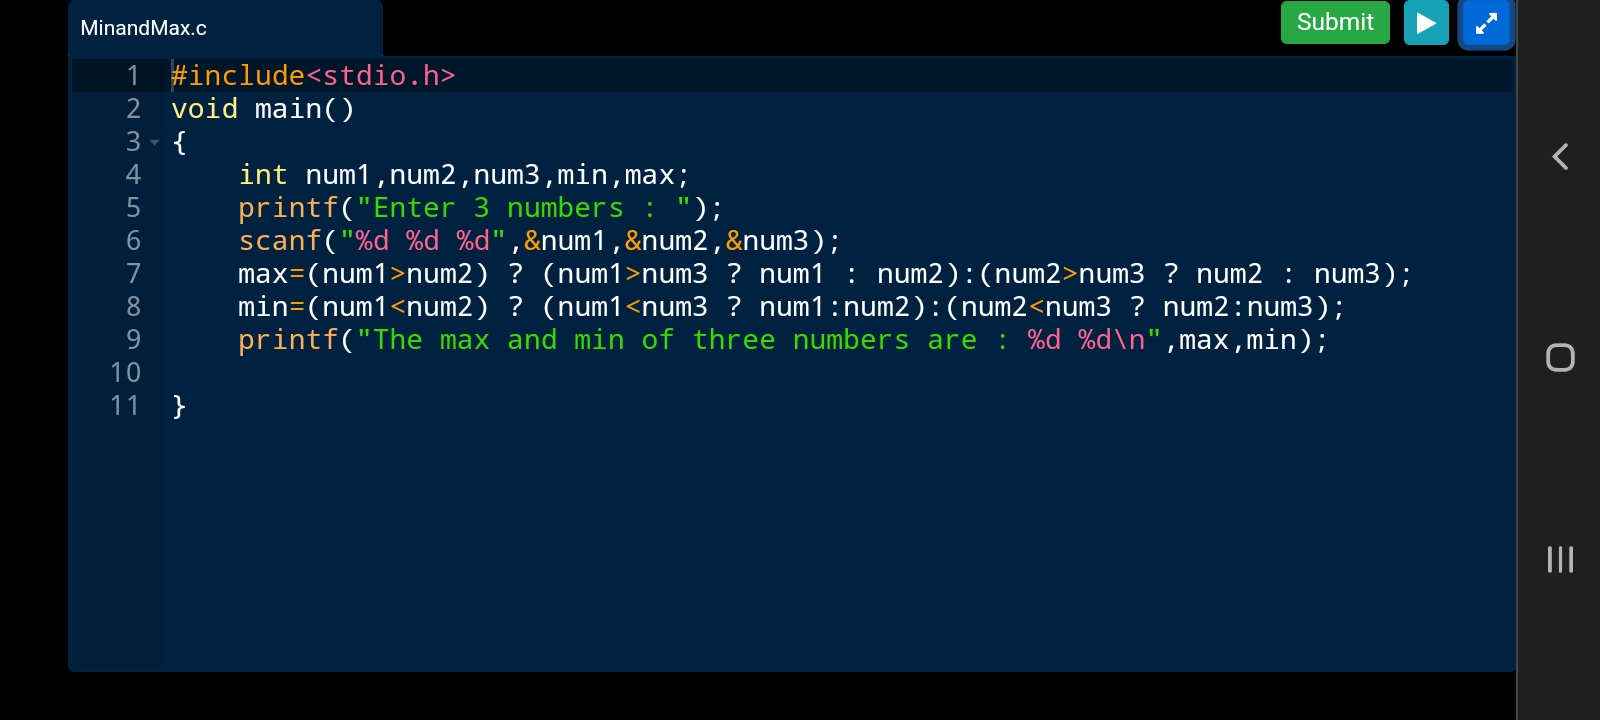 MinandMax.c
Submit
1 #include<stdio.h>
2 void main()
3 {
4     int num1,num2,num3,min,max;
5     printf("Enter 3 numbers : ");
6     scanf("%d %d %d",&num1,&num2,&num3);
7     max=(num1>num2) ? (num1>num3 ? num1 : num2):(num2>num3 ? num2 : num3);
8     min=(num1<num2) ? (num1<num3 ? num1:num2):(num2<num3 ? num2:num3);
9     printf("The max and min of three numbers are : %d %d\n",max,min);
10
11 }